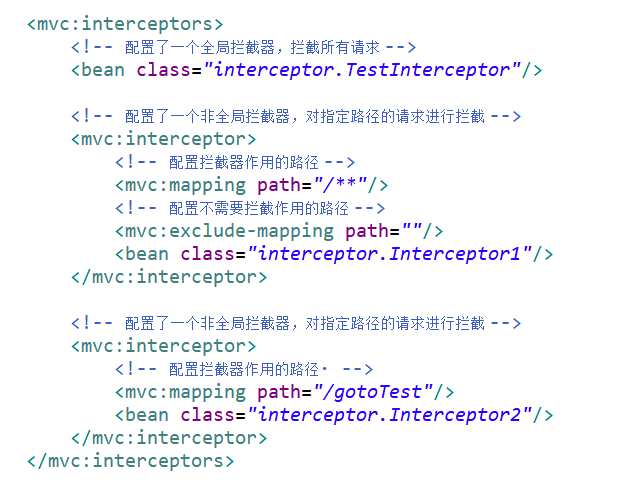 <mvc:interceptors>
<!-- 配置了一个全局拦截器，拦截所有请求 -->
<bean class="interceptor.TestInterceptor"/>
<!-- 配置了一个非全局拦截器，对指定路径的请求进行拦截 -->
<mvc:interceptor>
<!-- 配置拦截器作用的路径 -->
<mvc:mapping path="/**"/>
<!-- 配置不需要拦截作用的路径 -->
<mvc:exclude-mapping path=""/>
<bean class="interceptor.Interceptor1"/>
</mvc:interceptor>
<!-- 配置了一个非全局拦截器，对指定路径的请求进行拦截 -->
<mvc:interceptor>
<!-- 配置拦截器作用的路径· -->
<mvc:mapping path="/gotoTest"/>
<bean class="interceptor.Interceptor2"/>
</mvc:interceptor>
</mvc:interceptors>